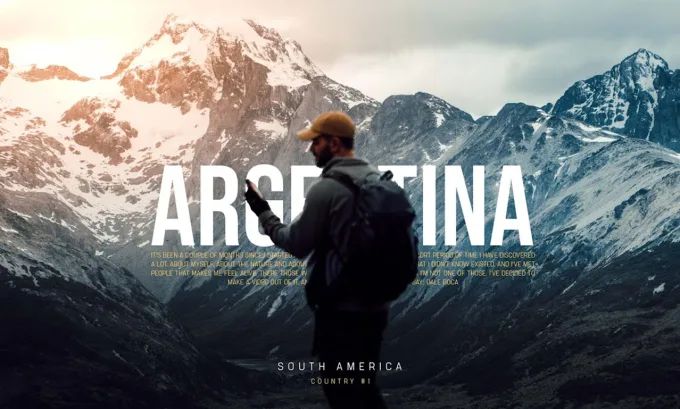 ARGENTINA
IT'S BEEN A COUPLE OF MONTHS SINCE I STARTED PERIOD OF TIME I HAVE DISCOVERED
A LOT ABOUT MYSELF, ABOUT THE NATURE AND ABOUT I DIDN'T KNOW EXISTED, AND I'VE MET
PEOPLE THAT MAKES ME FEEL ALIVE. THOSE I'M NOT ONE OF THOSE. I'VE DECIDED TO
MAKE A VIDEO OUT OF IT, DALE BOCA
SOUTH AMERICA
COUNTRY #1